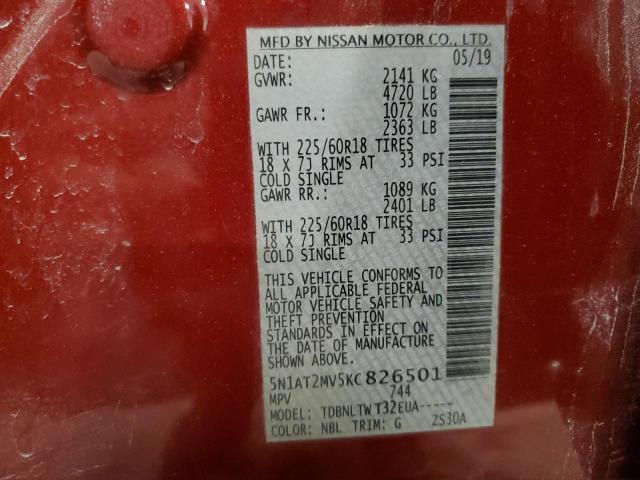 MFD BY NISSAN MOTOR CO., LTD.
DATE: 05/19
GVWR: 2141 KG
4720 LB
GAWR FR.: 1072 KG
2363 LB
WITH 225/60R18 TIRES
18 X 7J RIMS AT 33 PSI
COLD SINGLE
GAWR RR.: 1089 KG
2401 LB
WITH 225/60R18 TIRES
18 X 7J RIMS AT 33 PSI
COLD SINGLE
THIS VEHICLE CONFORMS TO
ALL APPLICABLE FEDERAL
MOTOR VEHICLE SAFETY AND
THEFT PREVENTION
STANDARDS IN EFFECT ON
THE DATE OF MANUFACTURE
SHOWN ABOVE.
5N1AT2MV5KC826501
MPV 744
MODEL: TDBNLTW T32EUA-----
COLOR: NBL TRIM: G ZS30A